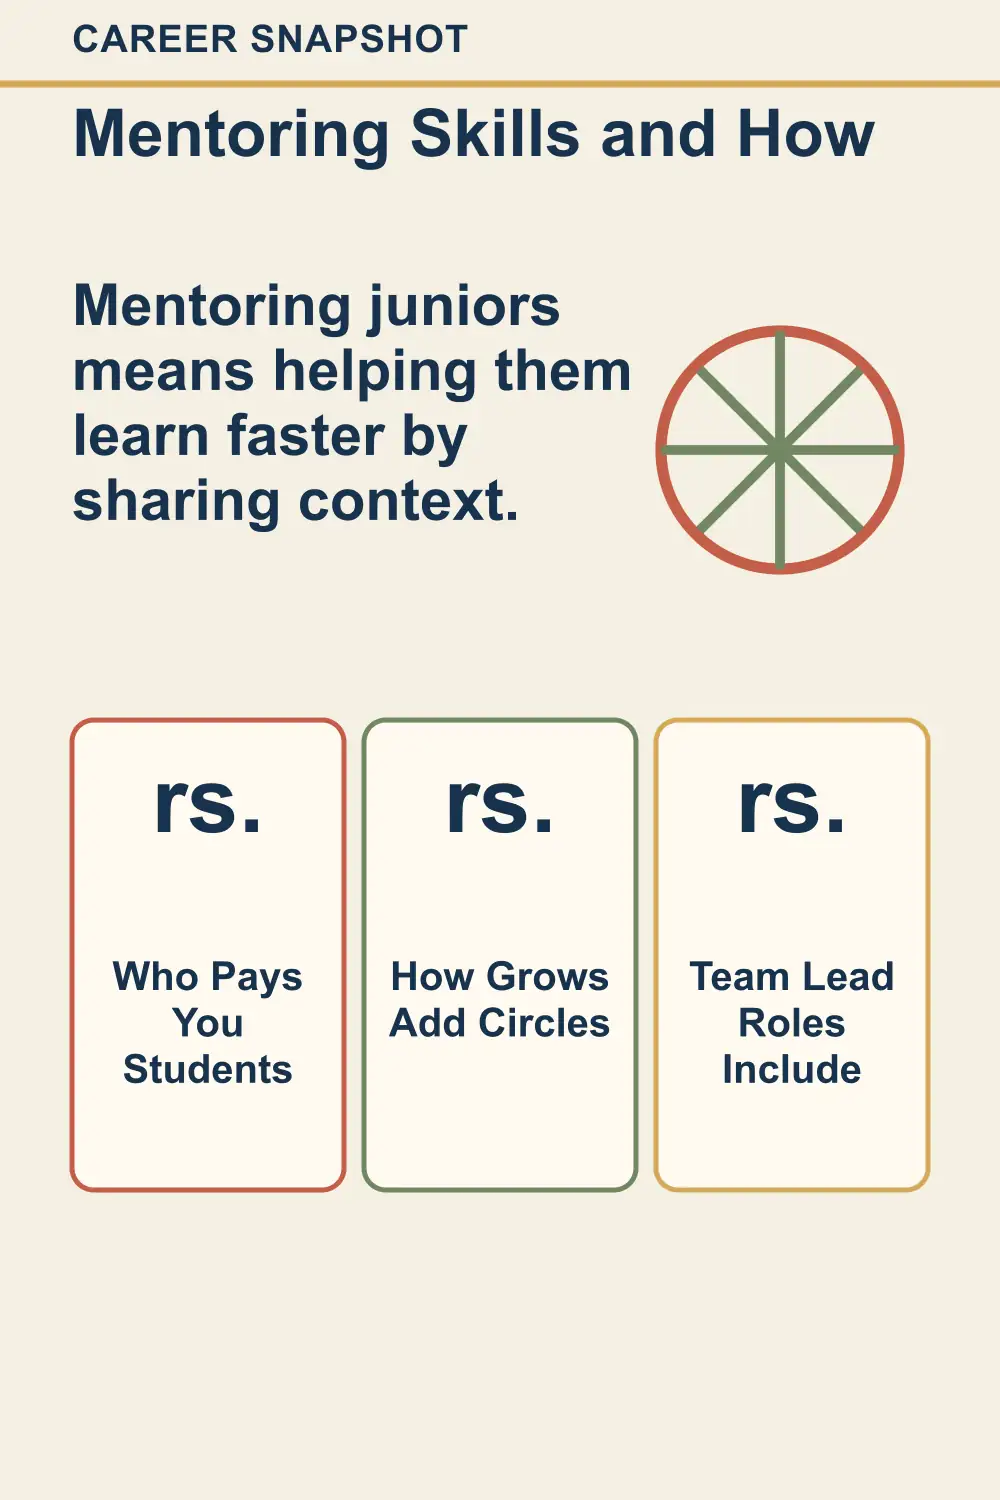 CAREER SNAPSHOT
Mentoring Skills and How
Mentoring juniors
means helping them
learn faster by
sharing context.
rs.
Who Pays
You
Students
rs.
How Grows
Add Circles
rs.
Team Lead
Roles
Include